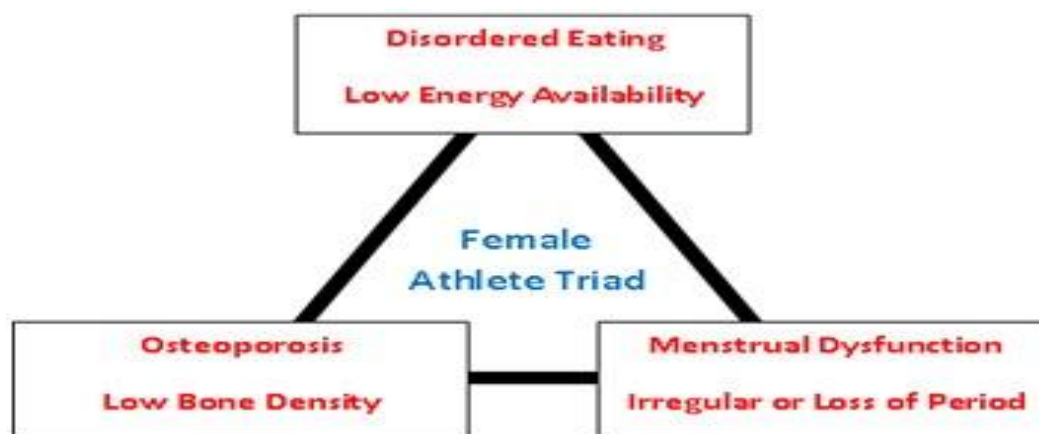 Disordered Eating
Low Energy Availability
Female
Athlete Triad
Osteoporosis
Low Bone Density
Menstrual Dysfunction
Irregular or Loss of Period